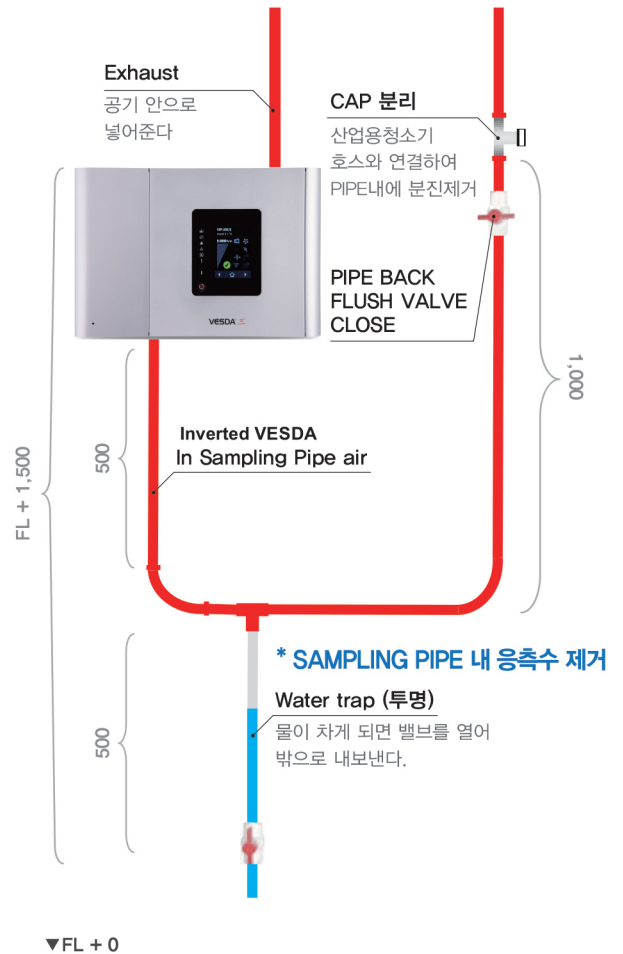 Exhaust
공기 안으로
넣어준다
CAP 분리
산업용청소기
호스와 연결하여
PIPE내에 분진제거
PIPE BACK
FLUSH VALVE
CLOSE
VESDA
1,000
500
Inverted VESDA
In Sampling Pipe air
FL + 1,500
* SAMPLING PIPE 내 응측수 제거
Water trap (투명)
물이 차게 되면 밸브를 열어
밖으로 내보낸다.
500
▼FL + 0